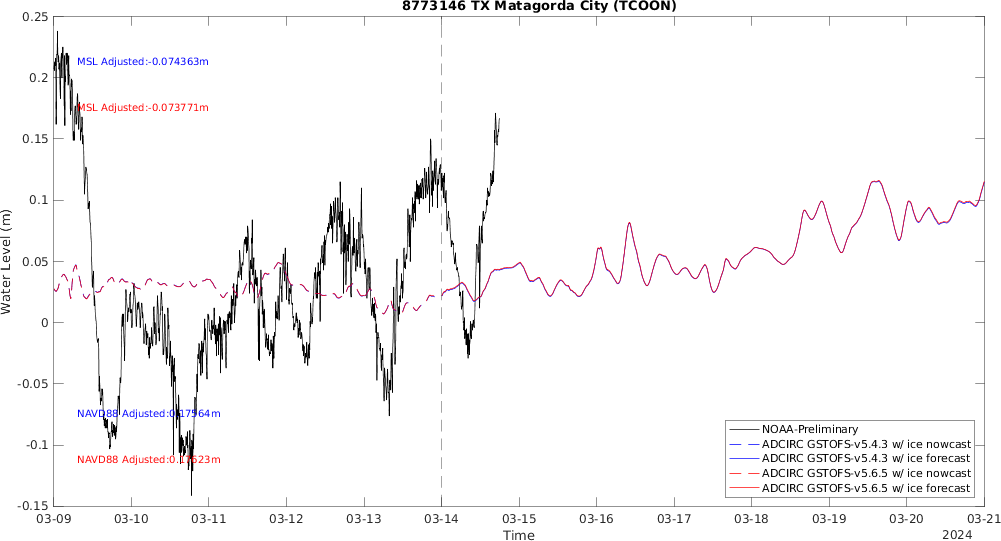 8773146 TX Matagorda City (TCOON)
0.25
0.2
0.15
0.1
0.05
0
-0.05
-0.1
-0.15
Water Level (m)
MSL Adjusted:-0.074363m
MSL Adjusted:-0.073771m
NAVD88 Adjusted:0.17564m
NAVD88 Adjusted:0.17623m
NOAA-Preliminary
ADCIRC GSTOFS-v5.4.3 w/ ice nowcast
ADCIRC GSTOFS-v5.4.3 w/ ice forecast
ADCIRC GSTOFS-v5.6.5 w/ ice nowcast
ADCIRC GSTOFS-v5.6.5 w/ ice forecast
03-09 03-10 03-11 03-12 03-13 03-14 03-15 03-16 03-17 03-18 03-19 03-20 03-21
Time
2024